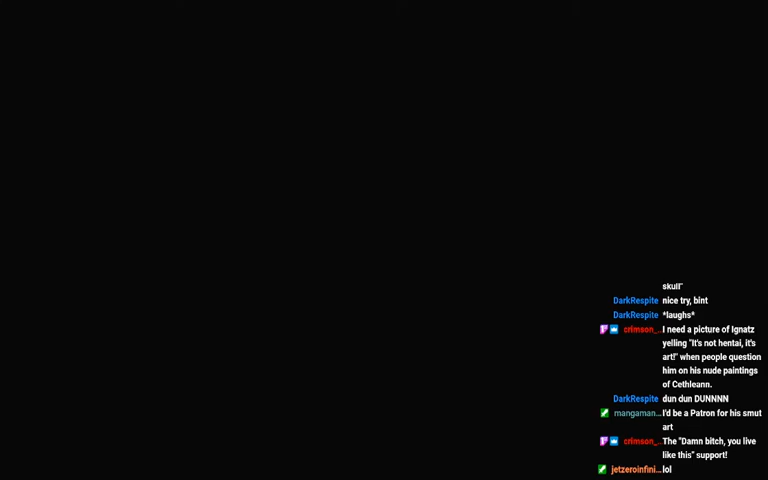 skull"
DarkRespite nice try, bint
DarkRespite *laughs*
crimson_... I need a picture of Ignatz
yelling "It's not hentai, it's
art!" when people question
him on his nude paintings
of Cethleann.
DarkRespite dun dun DUNNNN
mangaman... I'd be a Patron for his smut
art
crimson_... The "Damn bitch, you live
like this" support!
jetzeroinfini... lol